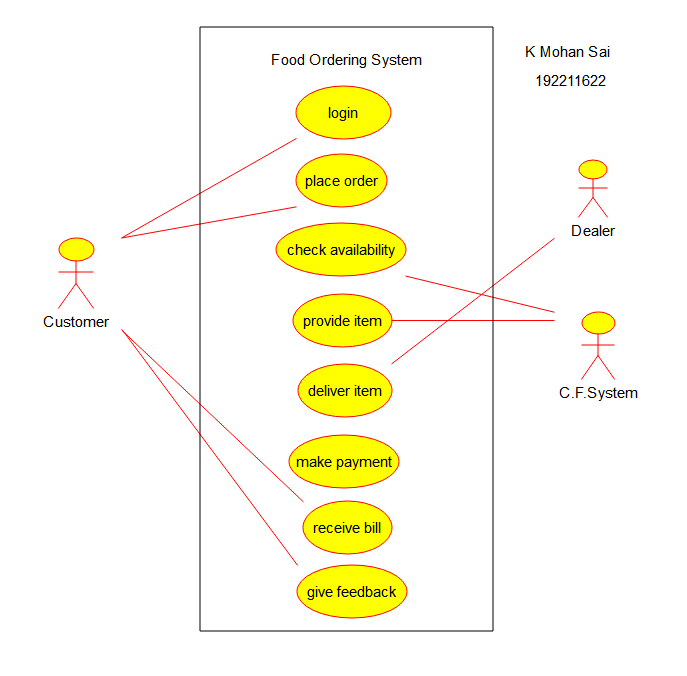 Food Ordering System
K Mohan Sai
192211622
login
place order
check availability
provide item
deliver item
make payment
receive bill
give feedback
Customer
Dealer
C.F.System